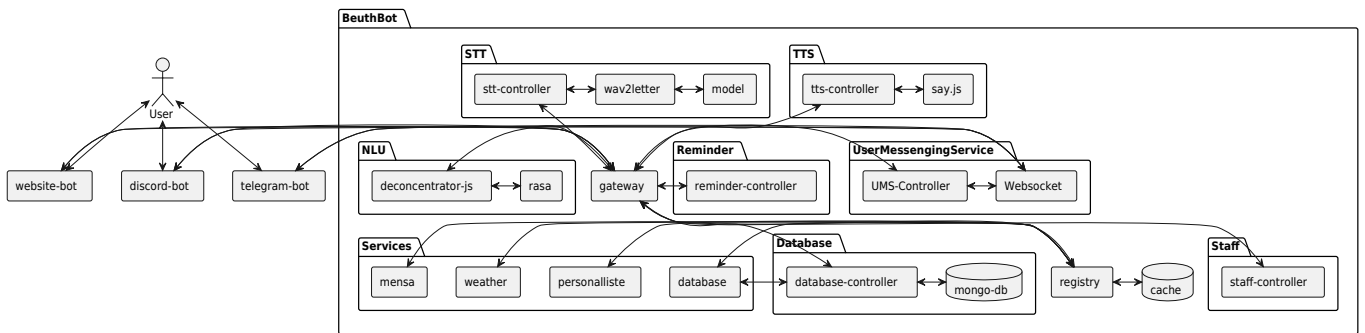 BeuthBot
STT
TTS
stt-controller
wav2letter
model
tts-controller
say.js
User
NLU
Reminder
UserMessengingService
website-bot
discord-bot
telegram-bot
deconcentrator-js
rasa
gateway
reminder-controller
UMS-Controller
Websocket
Services
Database
Staff
mensa
weather
personalliste
database
database-controller
mongo-db
registry
cache
staff-controller